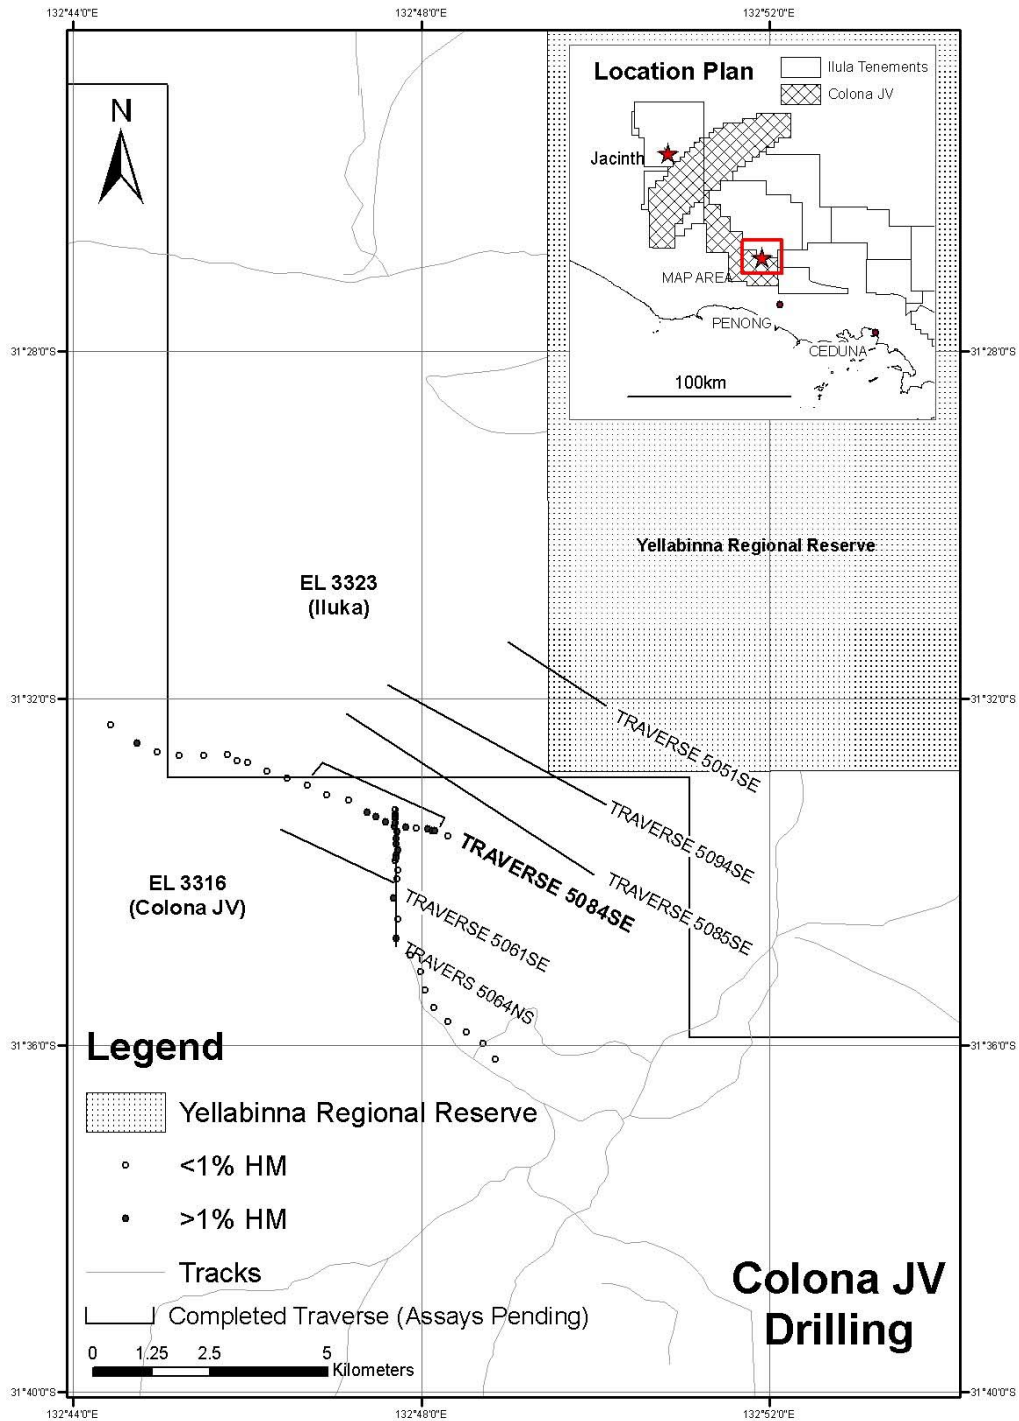 132°44'0"E
132°48'0"E
132°52'0"E
N
Location Plan
Ilula Tenements
Colona JV
Jacinth
MAP AREA
PENONG
CEDUNA
100km
31°28'0"S
31°28'0"S
Yellabinna Regional Reserve
EL 3323
(Iluka)
31°32'0"S
31°32'0"S
TRAVERSE 5051SE
TRAVERSE 5094SE
TRAVERSE 5085SE
TRAVERSE 5084SE
EL 3316
(Colona JV)
TRAVERSE 5061SE
TRAVERS 5064NS
31°36'0"S
31°36'0"S
Legend
Yellabinna Regional Reserve
<1% HM
>1% HM
Tracks
Completed Traverse (Assays Pending)
0 1.25 2.5 5
Kilometers
Colona JV
Drilling
31°40'0"S
31°40'0"S
132°44'0"E
132°48'0"E
132°52'0"E